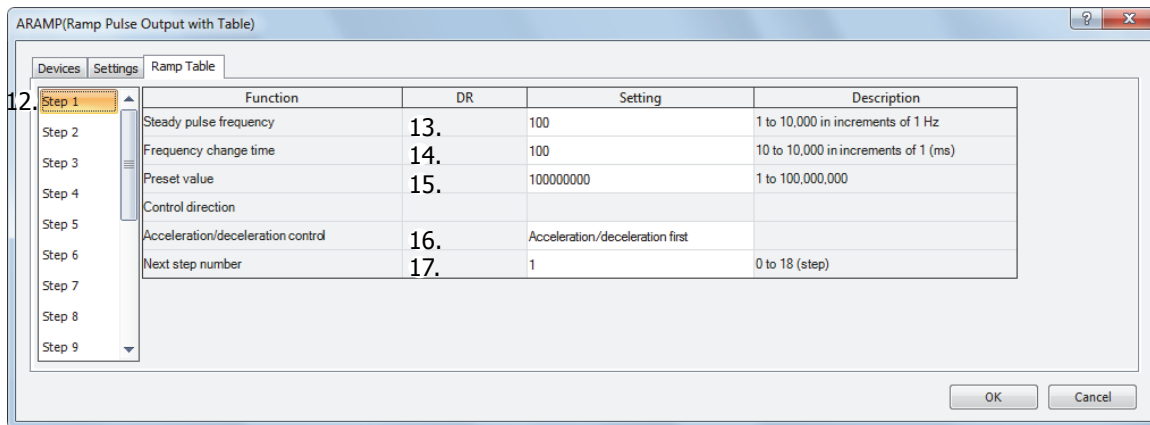 ARAMP(Ramp Pulse Output with Table)
? X
Devices Settings Ramp Table
Function DR Setting Description
12. Step 1
Step 2
Step 3
Step 4
Step 5
Step 6
Step 7
Step 8
Step 9
Steady pulse frequency 13. 100 1 to 10,000 in increments of 1 Hz
Frequency change time 14. 100 10 to 10,000 in increments of 1 (ms)
Preset value 15. 100000000 1 to 100,000,000
Control direction
Acceleration/deceleration control 16. Acceleration/deceleration first
Next step number 17. 1 0 to 18 (step)
OK Cancel